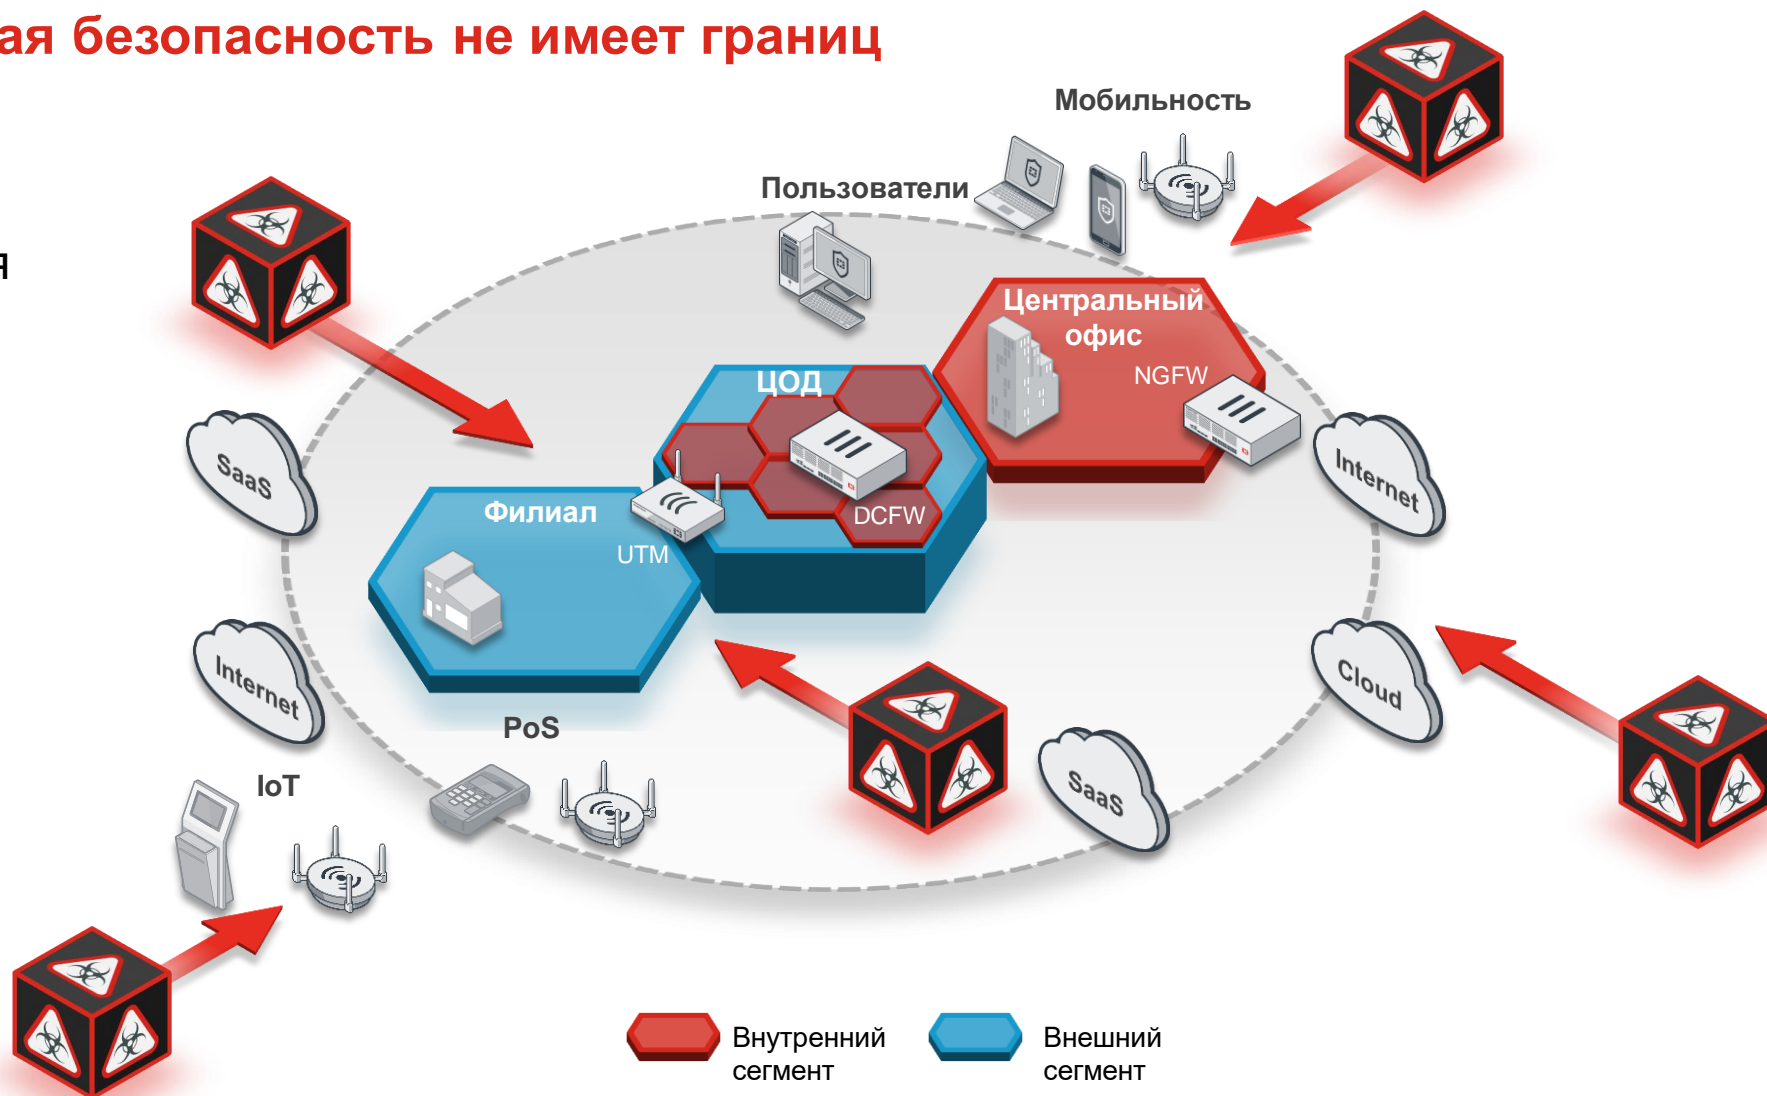 ая безопасность не имеет границ
Мобильность
Пользователи
я
Центральный
офис
NGFW
ЦОД
SaaS
Internet
Филиал
DCFW
UTM
Internet
Cloud
PoS
IoT
SaaS
Внутренний
сегмент
Внешний
сегмент